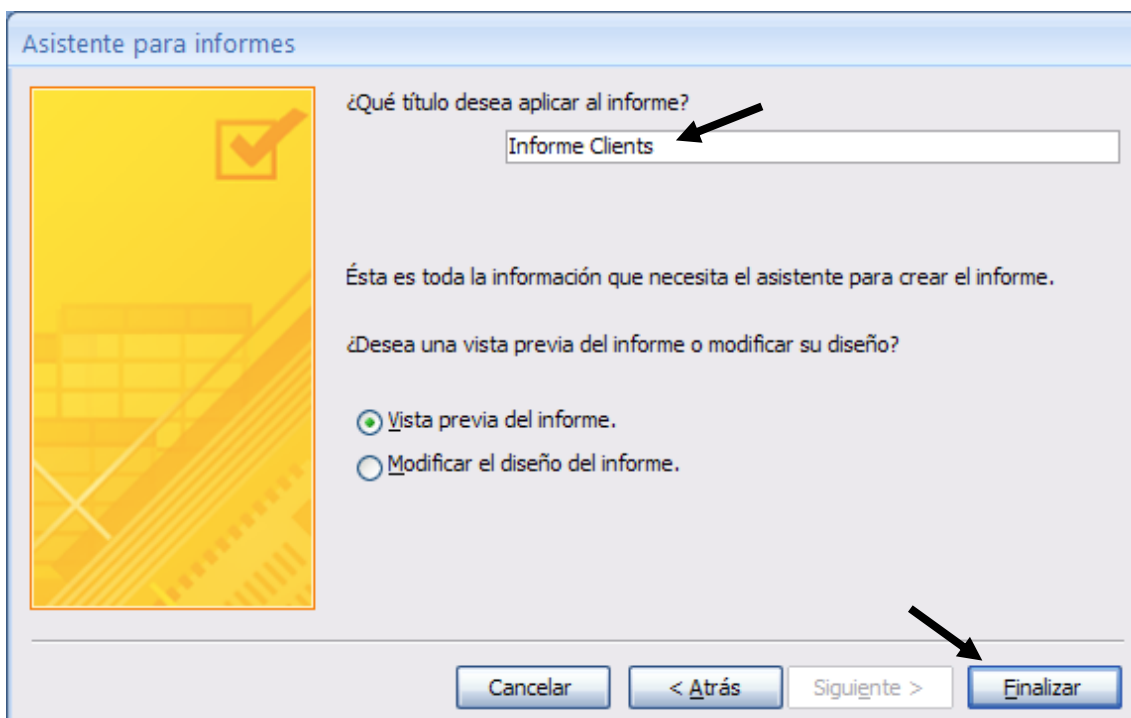 Asistente para informes
¿Qué título desea aplicar al informe?
Informe Clients
Ésta es toda la información que necesita el asistente para crear el informe.
¿Desea una vista previa del informe o modificar su diseño?
Vista previa del informe.
Modificar el diseño del informe.
Cancelar
< Atrás
Siguiente >
Finalizar